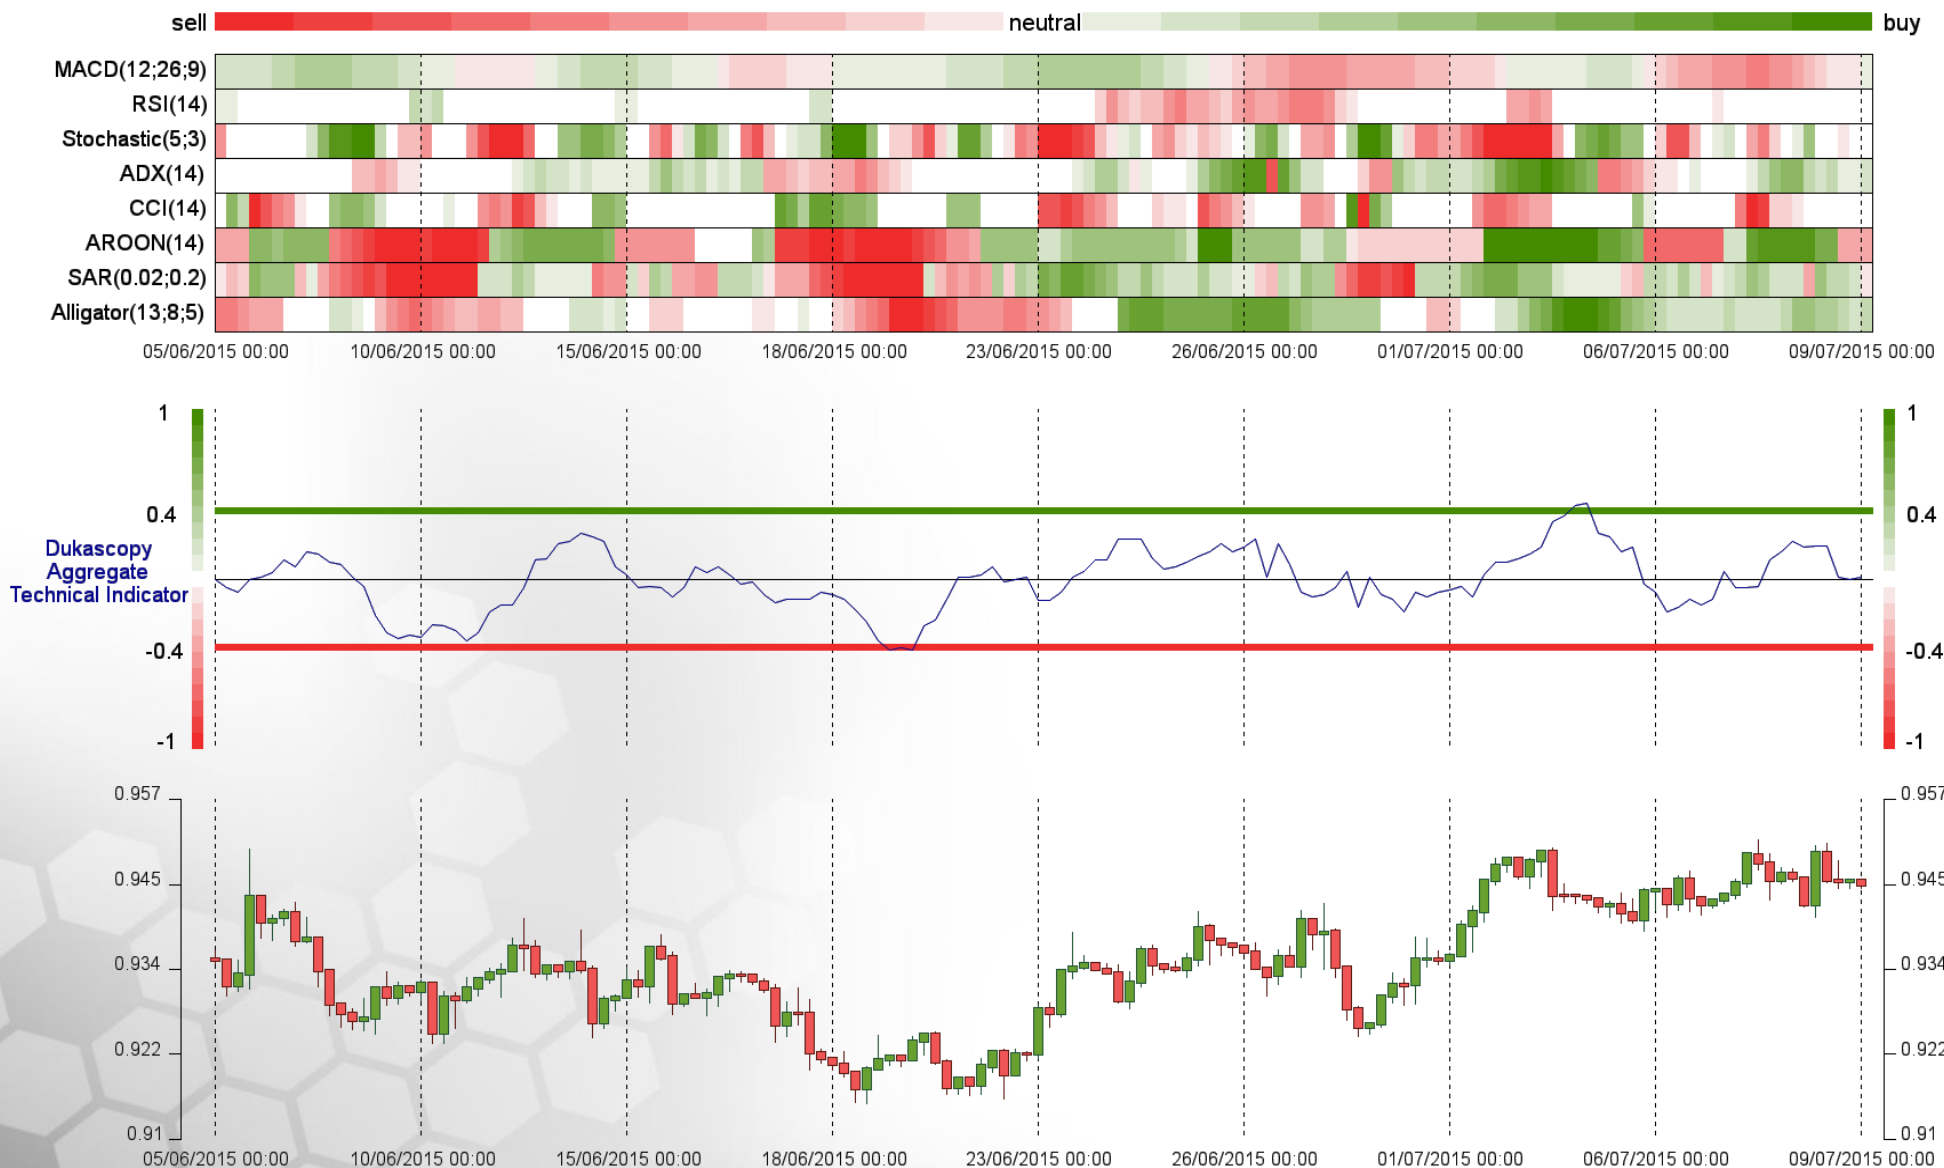 sell neutral buy
MACD(12;26;9)
RSI(14)
Stochastic(5;3)
ADX(14)
CCI(14)
AROON(14)
SAR(0.02;0.2)
Alligator(13;8;5)
05/06/2015 00:00 10/06/2015 00:00 15/06/2015 00:00 18/06/2015 00:00 23/06/2015 00:00 26/06/2015 00:00 01/07/2015 00:00 06/07/2015 00:00 09/07/2015 00:00
1 1
0.4 0.4
Dukascopy
Aggregate
Technical Indicator
-0.4 -0.4
-1 -1
0.957 0.957
0.945 0.945
0.934 0.934
0.922 0.922
0.91 0.91
05/06/2015 00:00 10/06/2015 00:00 15/06/2015 00:00 18/06/2015 00:00 23/06/2015 00:00 26/06/2015 00:00 01/07/2015 00:00 06/07/2015 00:00 09/07/2015 00:00